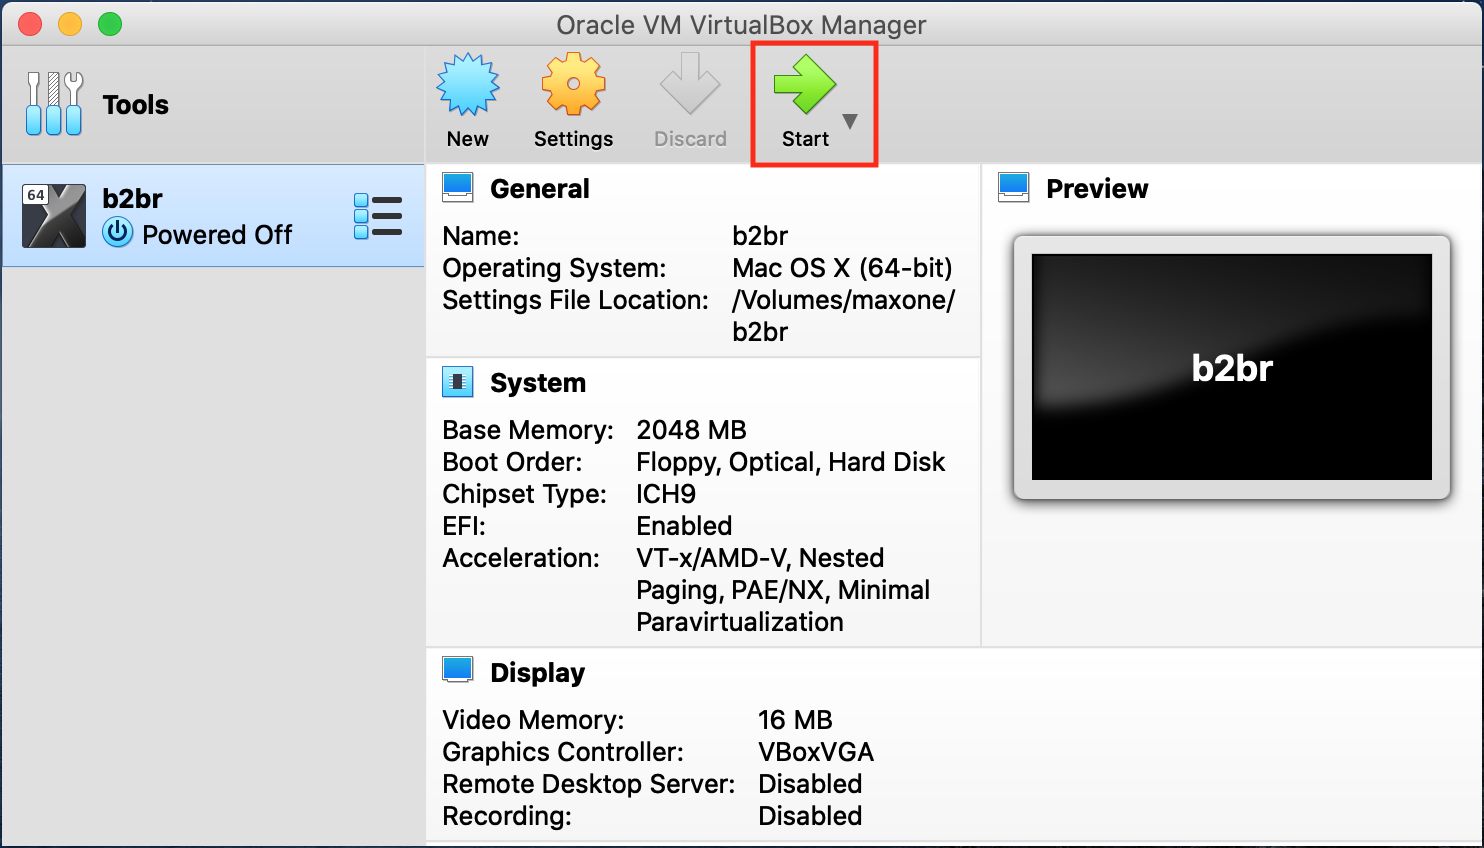 Oracle VM VirtualBox Manager
Tools
New
Settings
Discard
Start
64
b2br
Powered Off
General
Name: b2br
Operating System: Mac OS X (64-bit)
Settings File Location: /Volumes/maxone/
b2br
System
Base Memory: 2048 MB
Boot Order: Floppy, Optical, Hard Disk
Chipset Type: ICH9
EFI: Enabled
Acceleration: VT-x/AMD-V, Nested
Paging, PAE/NX, Minimal
Paravirtualization
Preview
b2br
Display
Video Memory: 16 MB
Graphics Controller: VBoxVGA
Remote Desktop Server: Disabled
Recording: Disabled